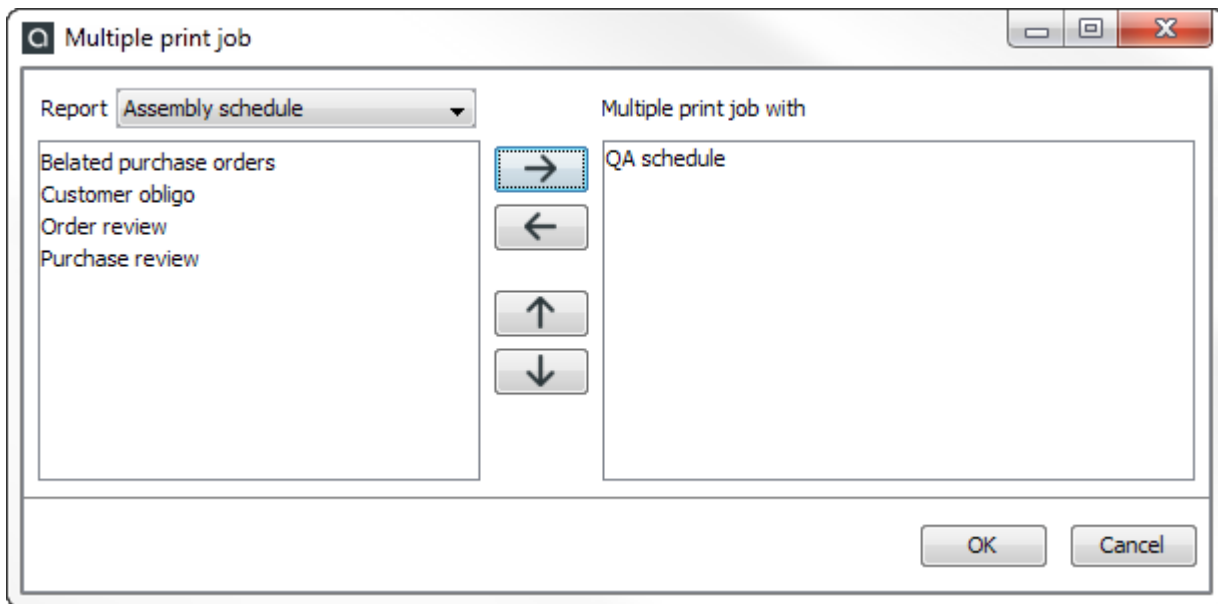 Multiple print job
Report Assembly schedule
Multiple print job with
Belated purchase orders
Customer obligo
Order review
Purchase review
QA schedule
OK
Cancel